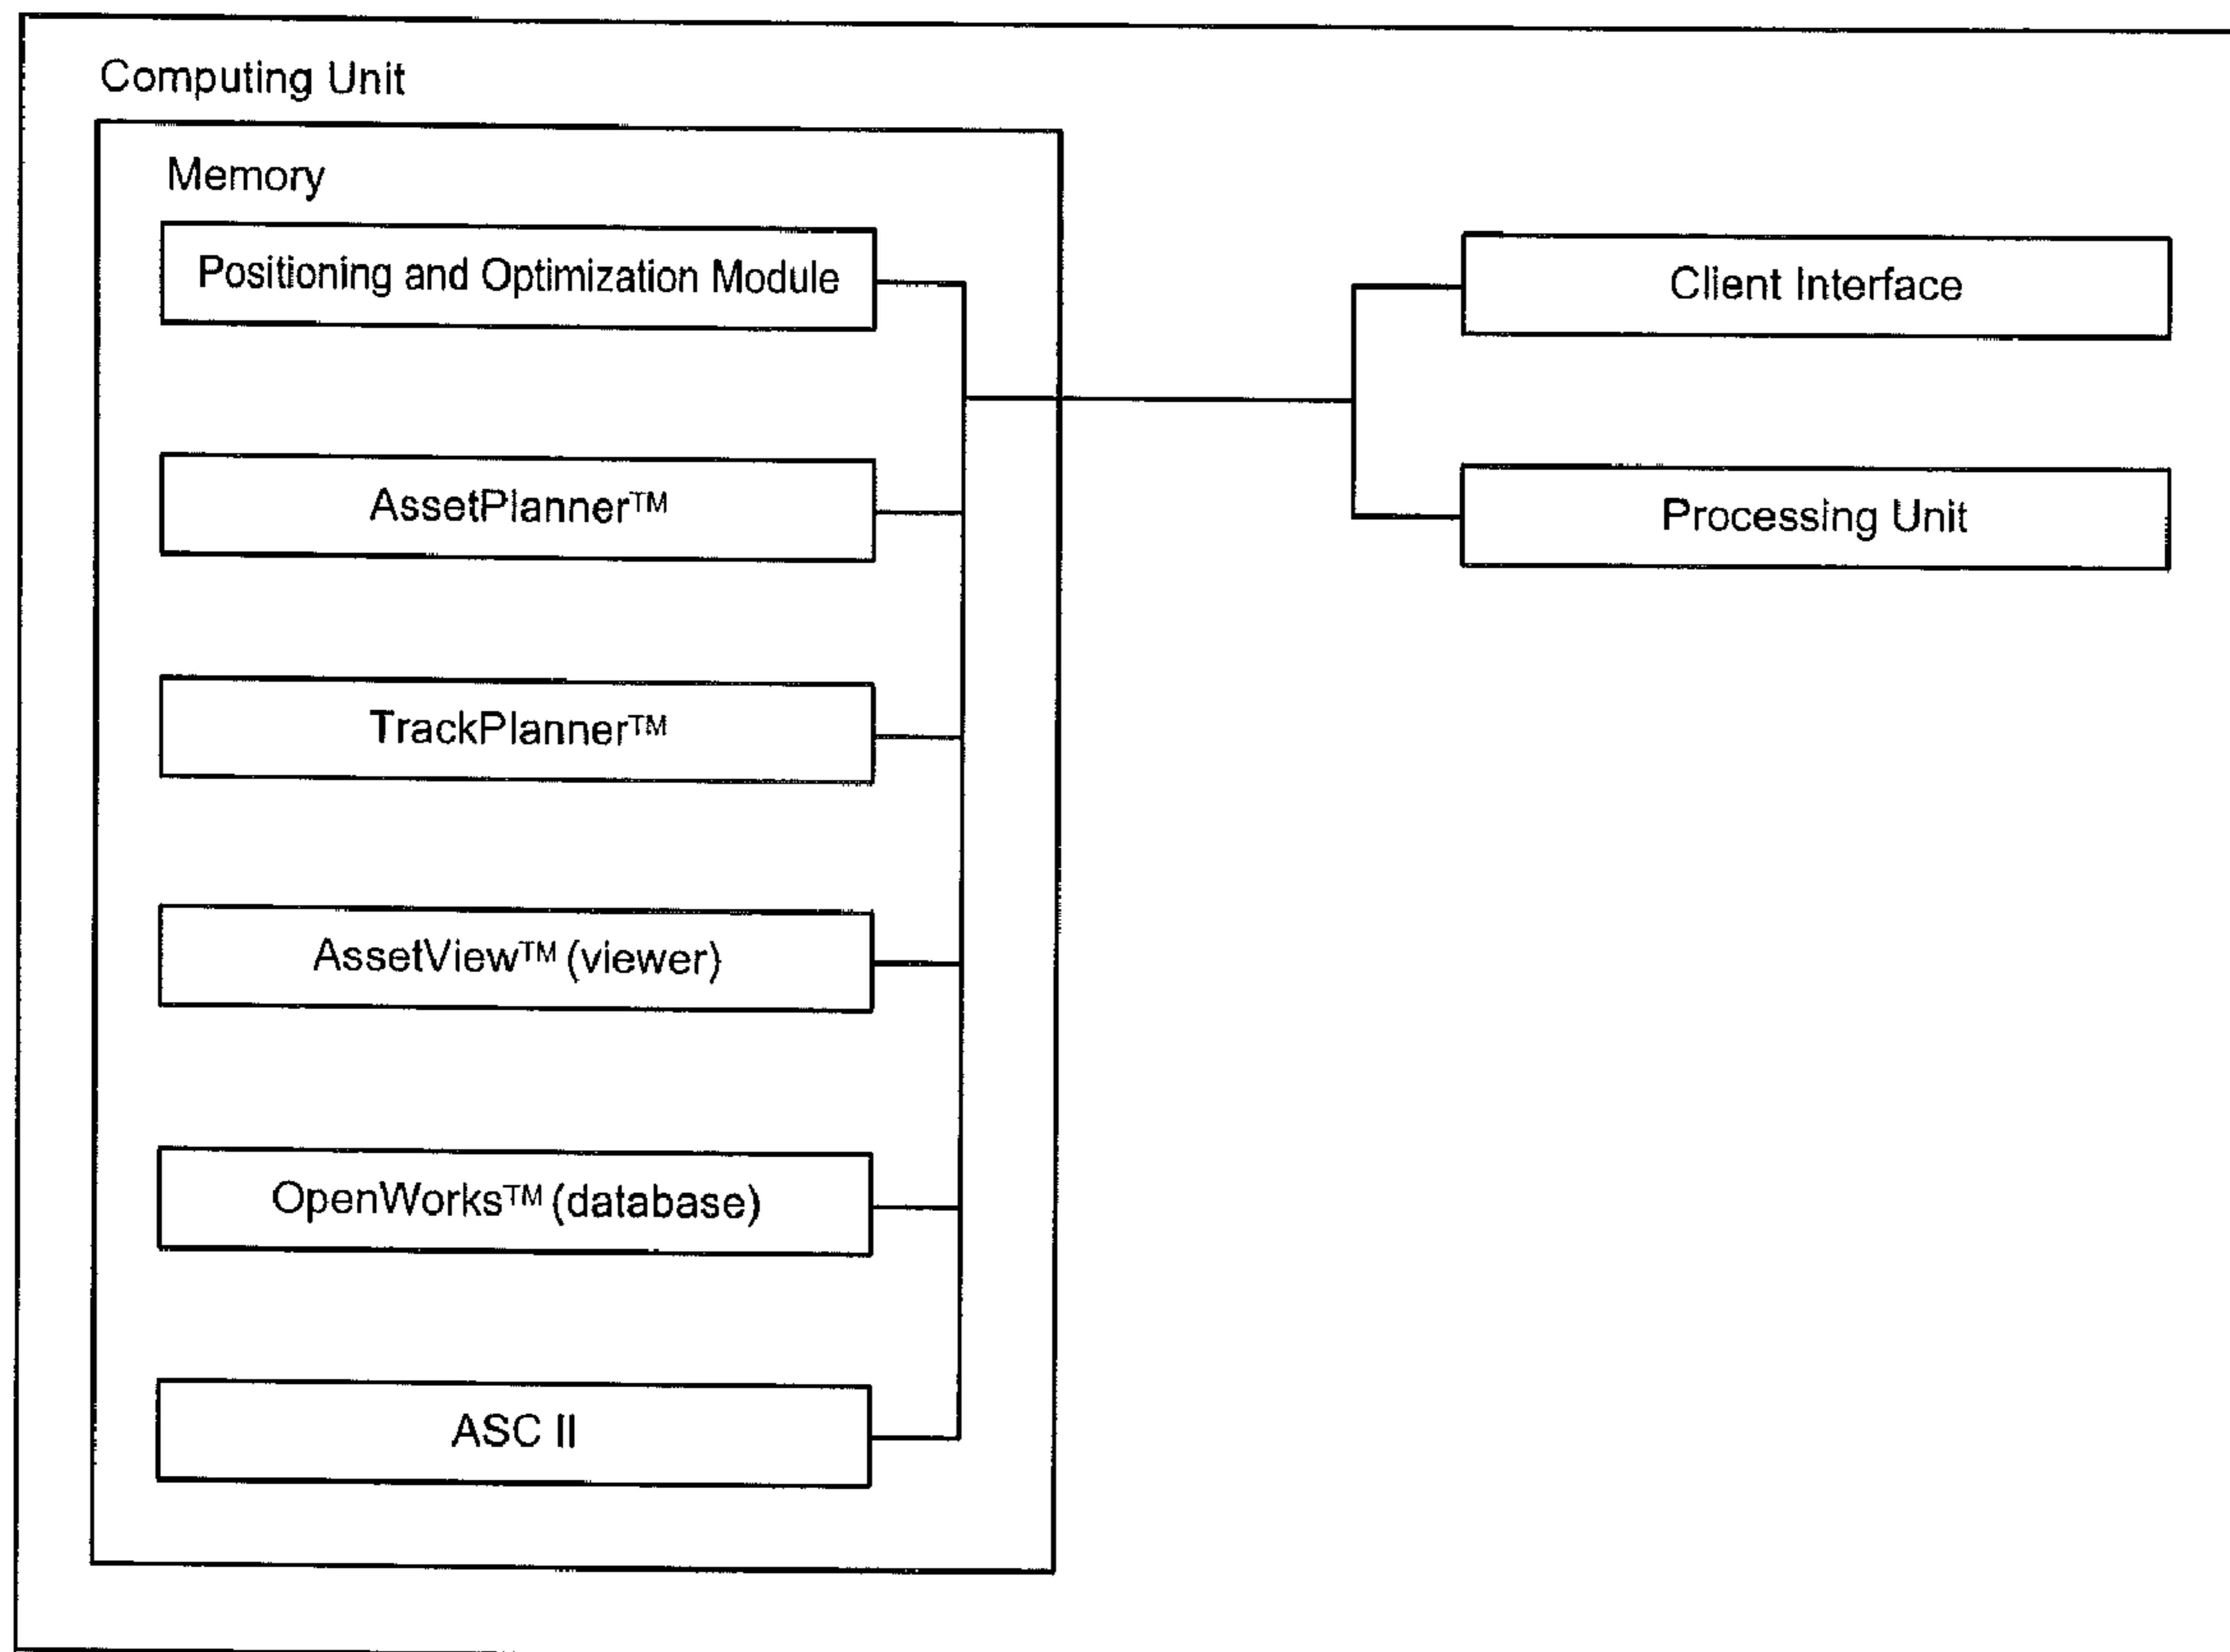 Computing Unit
Memory
Positioning and Optimization Module
AssetPlanner™
TrackPlanner™
AssetView™ (viewer)
OpenWorks™ (database)
ASC II
Client Interface
Processing Unit